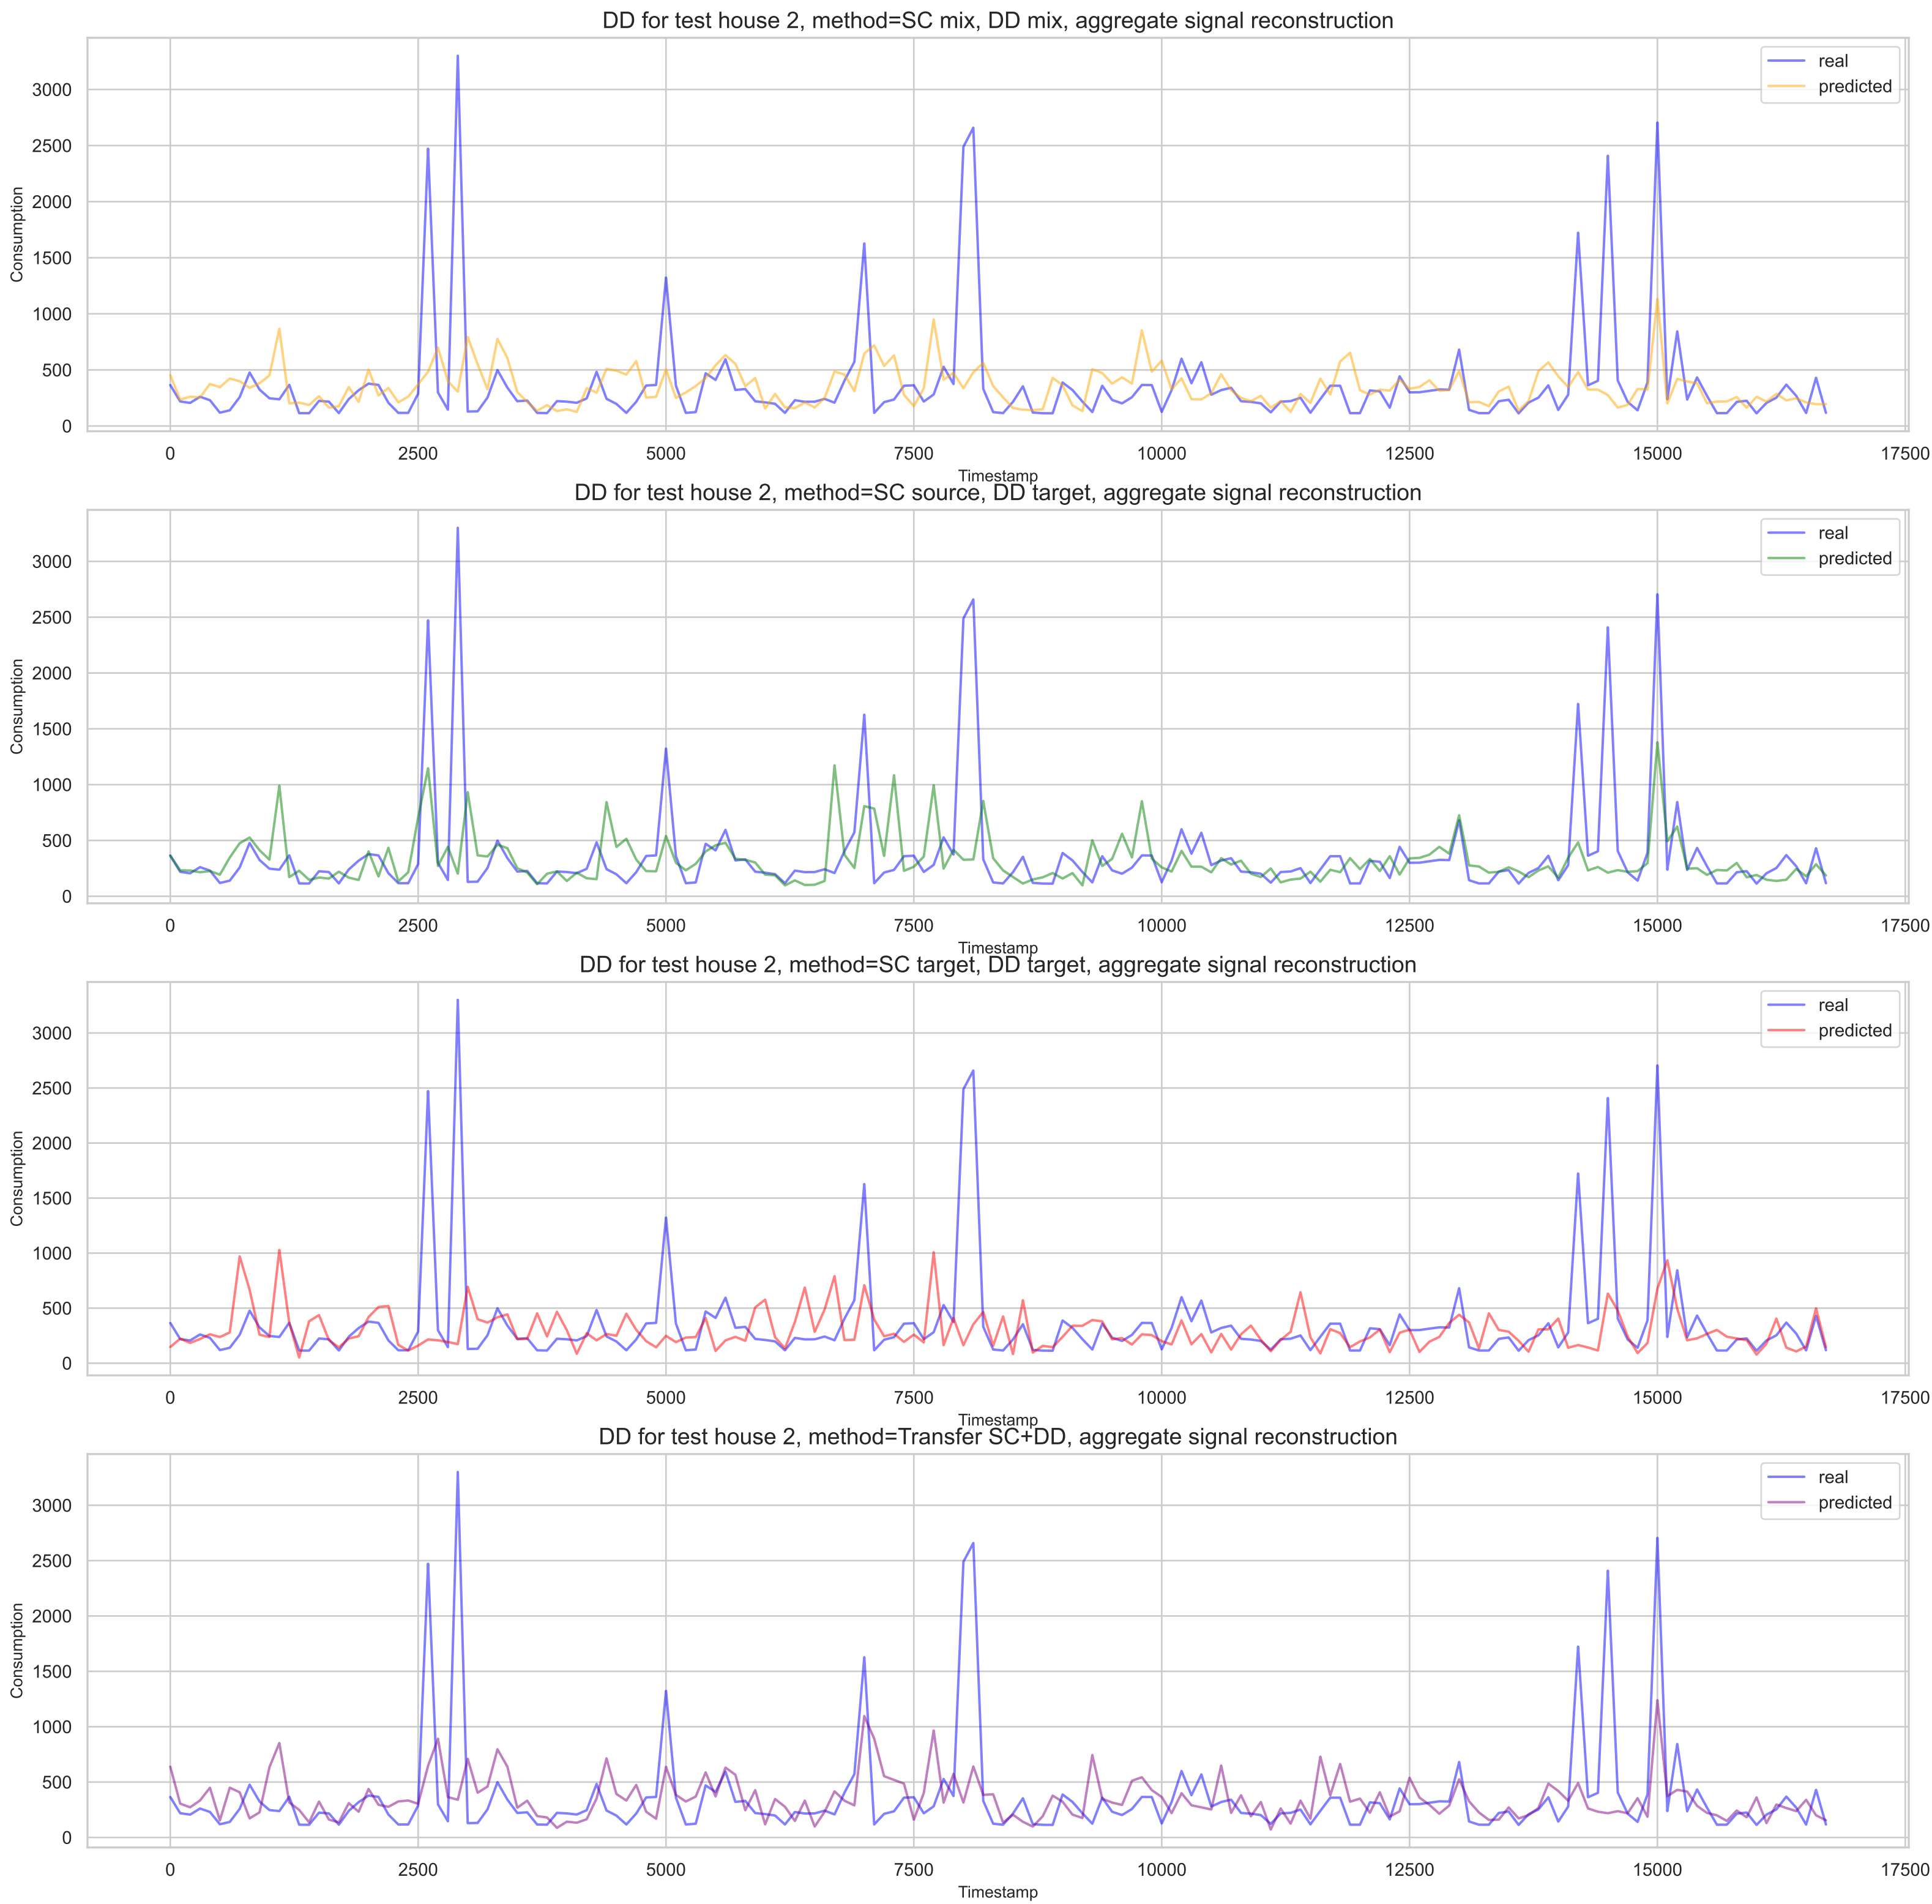 DD for test house 2, method=SC mix, DD mix, aggregate signal reconstruction
real
predicted
3000
2500
2000
1500
1000
500
0
Consumption
0 2500 5000 7500 10000 12500 15000 17500
Timestamp
DD for test house 2, method=SC source, DD target, aggregate signal reconstruction
real
predicted
3000
2500
2000
1500
1000
500
0
Consumption
0 2500 5000 7500 10000 12500 15000 17500
Timestamp
DD for test house 2, method=SC target, DD target, aggregate signal reconstruction
real
predicted
3000
2500
2000
1500
1000
500
0
Consumption
0 2500 5000 7500 10000 12500 15000 17500
Timestamp
DD for test house 2, method=Transfer SC+DD, aggregate signal reconstruction
real
predicted
3000
2500
2000
1500
1000
500
0
Consumption
0 2500 5000 7500 10000 12500 15000 17500
Timestamp